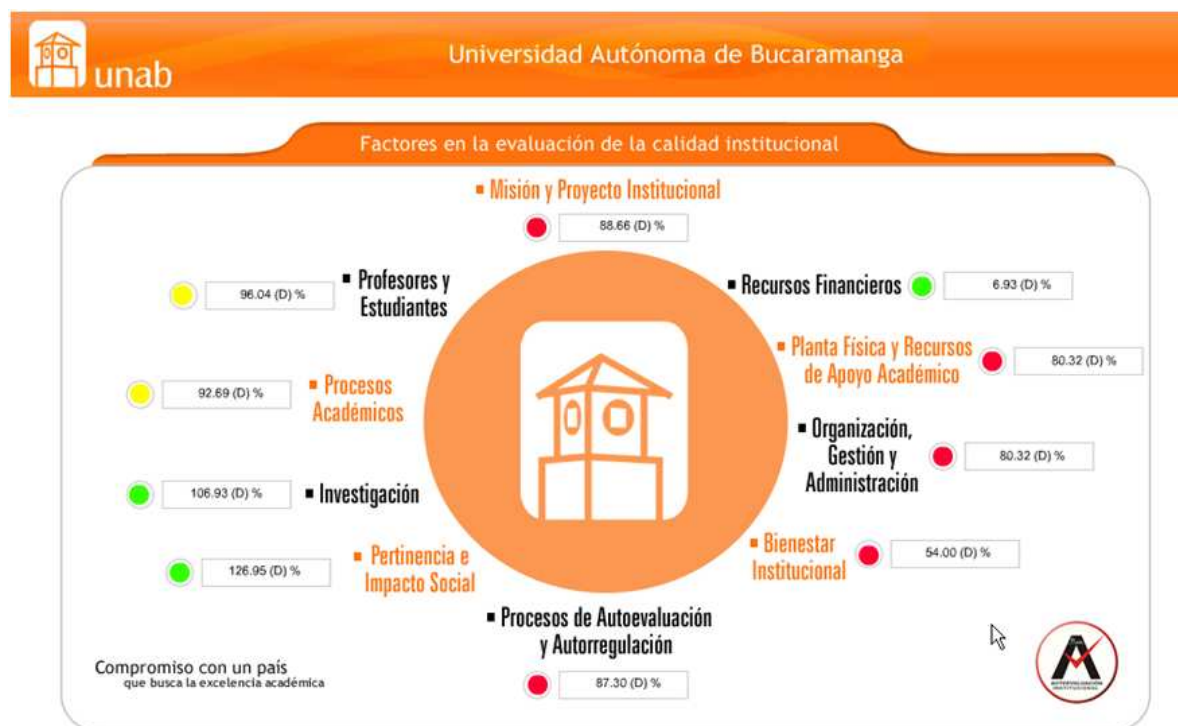 unab
Universidad Autónoma de Bucaramanga
Factores en la evaluación de la calidad institucional
▪ Misión y Proyecto Institucional
88.66 (D) %
▪ Profesores y
Estudiantes
96.04 (D) %
▪ Recursos Financieros
6.93 (D) %
▪ Planta Física y Recursos
de Apoyo Académico
80.32 (D) %
▪ Procesos
Académicos
92.69 (D) %
▪ Organización,
Gestión y
Administración
80.32 (D) %
▪ Investigación
106.93 (D) %
▪ Bienestar
Institucional
54.00 (D) %
▪ Pertinencia e
Impacto Social
126.95 (D) %
▪ Procesos de Autoevaluación
y Autorregulación
87.30 (D) %
Compromiso con un país
que busca la excelencia académica
A
AUTOEVALUACIÓN
INSTITUCIONAL